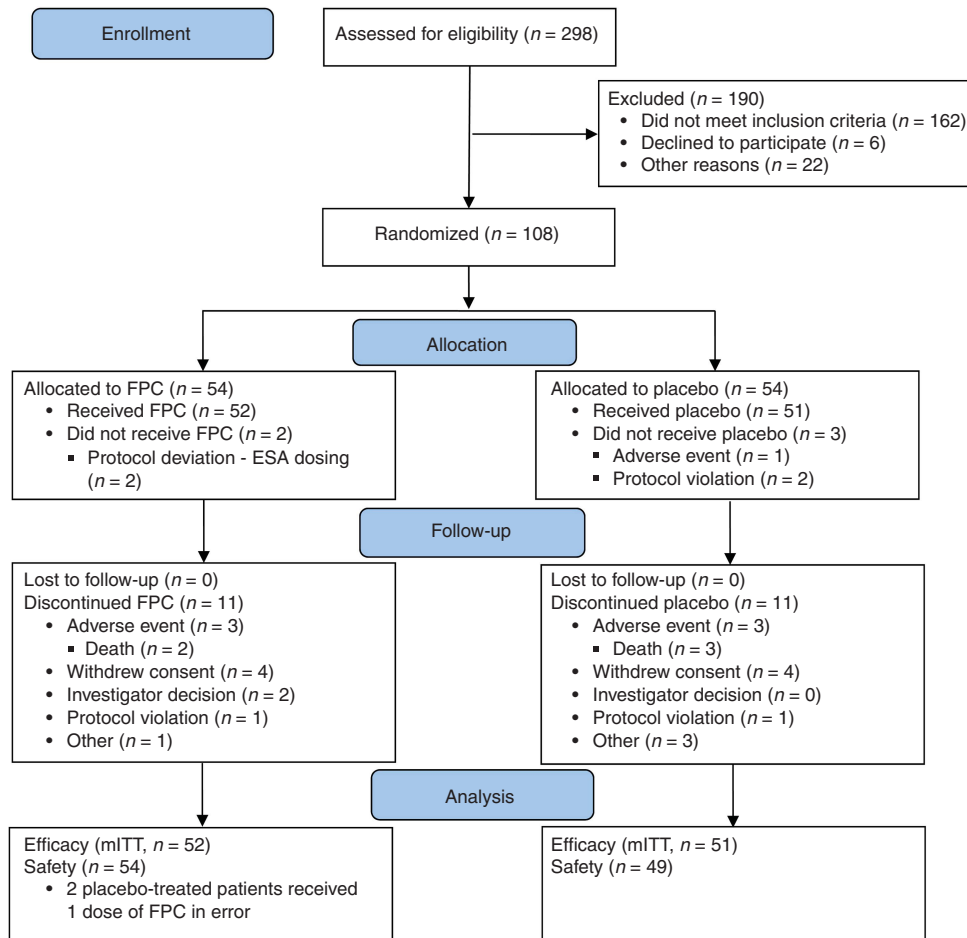 Enrollment
Assessed for eligibility (n = 298)
Excluded (n = 190)
• Did not meet inclusion criteria (n = 162)
• Declined to participate (n = 6)
• Other reasons (n = 22)
Randomized (n = 108)
Allocation
Allocated to FPC (n = 54)
• Received FPC (n = 52)
• Did not receive FPC (n = 2)
▪ Protocol deviation - ESA dosing
(n = 2)
Allocated to placebo (n = 54)
• Received placebo (n = 51)
• Did not receive placebo (n = 3)
▪ Adverse event (n = 1)
▪ Protocol violation (n = 2)
Follow-up
Lost to follow-up (n = 0)
Discontinued FPC (n = 11)
• Adverse event (n = 3)
▪ Death (n = 2)
• Withdrew consent (n = 4)
• Investigator decision (n = 2)
• Protocol violation (n = 1)
• Other (n = 1)
Lost to follow-up (n = 0)
Discontinued placebo (n = 11)
• Adverse event (n = 3)
▪ Death (n = 3)
• Withdrew consent (n = 4)
• Investigator decision (n = 0)
• Protocol violation (n = 1)
• Other (n = 3)
Analysis
Efficacy (mITT, n = 52)
Safety (n = 54)
• 2 placebo-treated patients received
1 dose of FPC in error
Efficacy (mITT, n = 51)
Safety (n = 49)